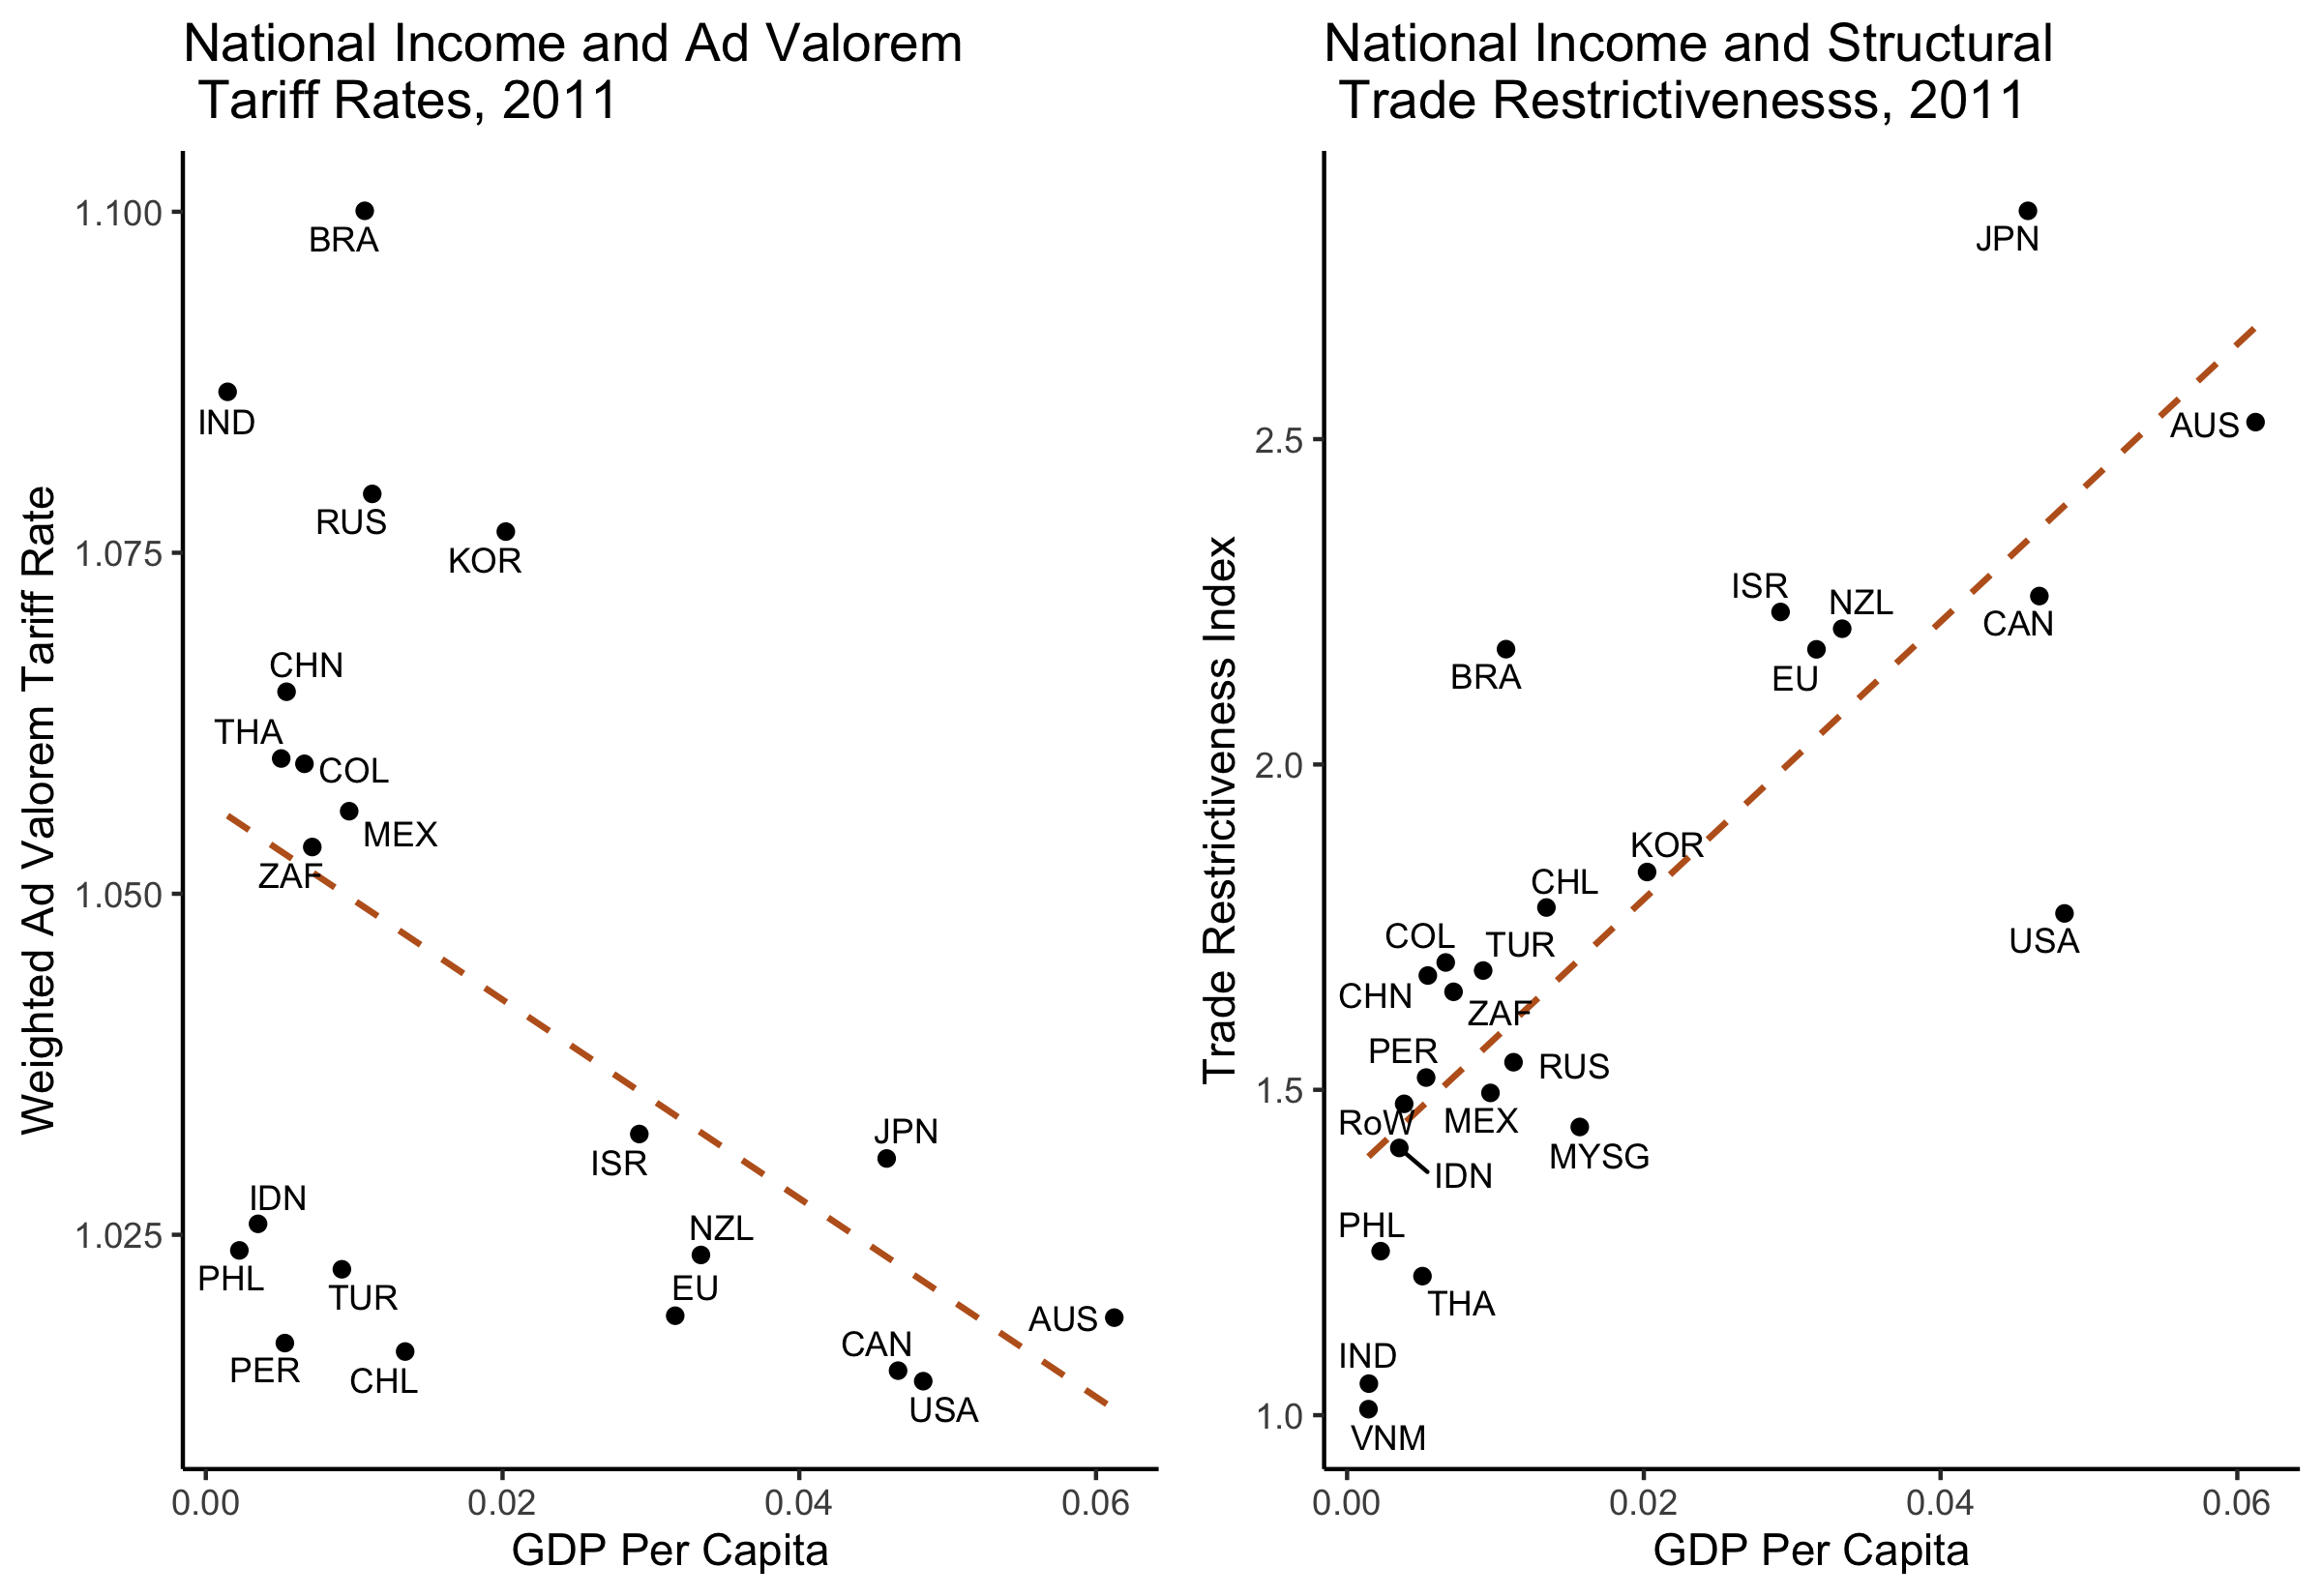 National Income and Ad Valorem
Tariff Rates, 2011
Weighted Ad Valorem Tariff Rate
1.100
1.075
1.050
1.025
BRA
IND
RUS
KOR
CHN
THA
COL
MEX
ZAF
ISR
JPN
IDN
NZL
PHL
TUR
EU
AUS
CAN
PER
CHL
USA
0.00
0.02
0.04
0.06
GDP Per Capita
National Income and Structural
Trade Restrictivenesss, 2011
Trade Restrictiveness Index
2.5
2.0
1.5
1.0
JPN
AUS
ISR
NZL
CAN
BRA
EU
KOR
CHL
COL
TUR
USA
CHN
ZAF
PER
RUS
RoW
MEX
MYSG
IDN
PHL
THA
IND
VNM
0.00
0.02
0.04
0.06
GDP Per Capita